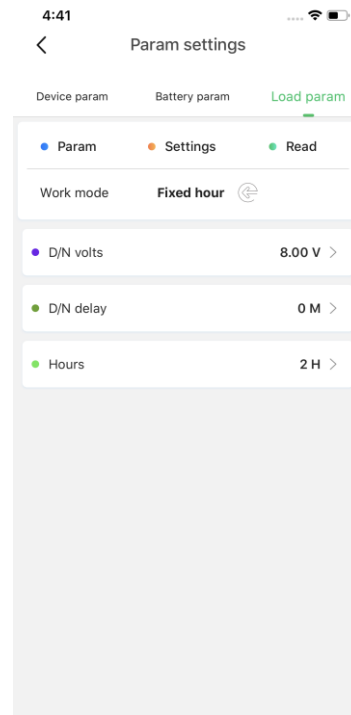 4:41
Param settings
Device param Battery param Load param
Param Settings Read
Work mode Fixed hour
D/N volts 8.00 V
D/N delay 0 M
Hours 2 H